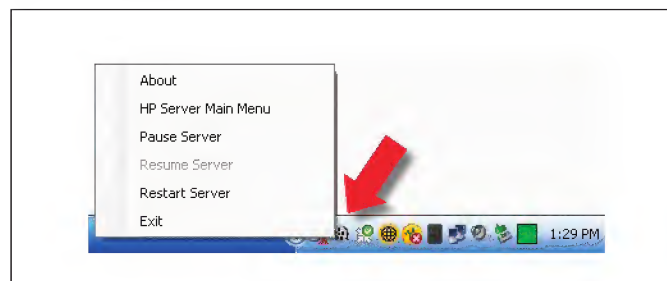 About
HP Server Main Menu
Pause Server
Resume Server
Restart Server
Exit
1:29 PM